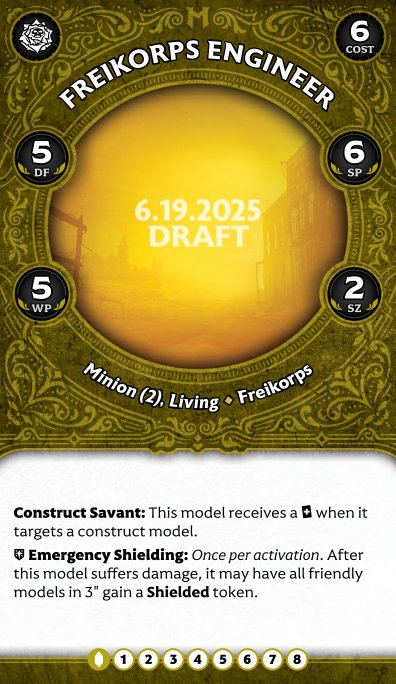 FREIKORPS ENGINEER
6
COST
5
DF
6
SP
6.19.2025
DRAFT
5
WP
2
SZ
Minion (2), Living • Freikorps
Construct Savant: This model receives a when it
targets a construct model.
Emergency Shielding: Once per activation. After
this model suffers damage, it may have all friendly
models in 3" gain a Shielded token.
1 2 3 4 5 6 7 8